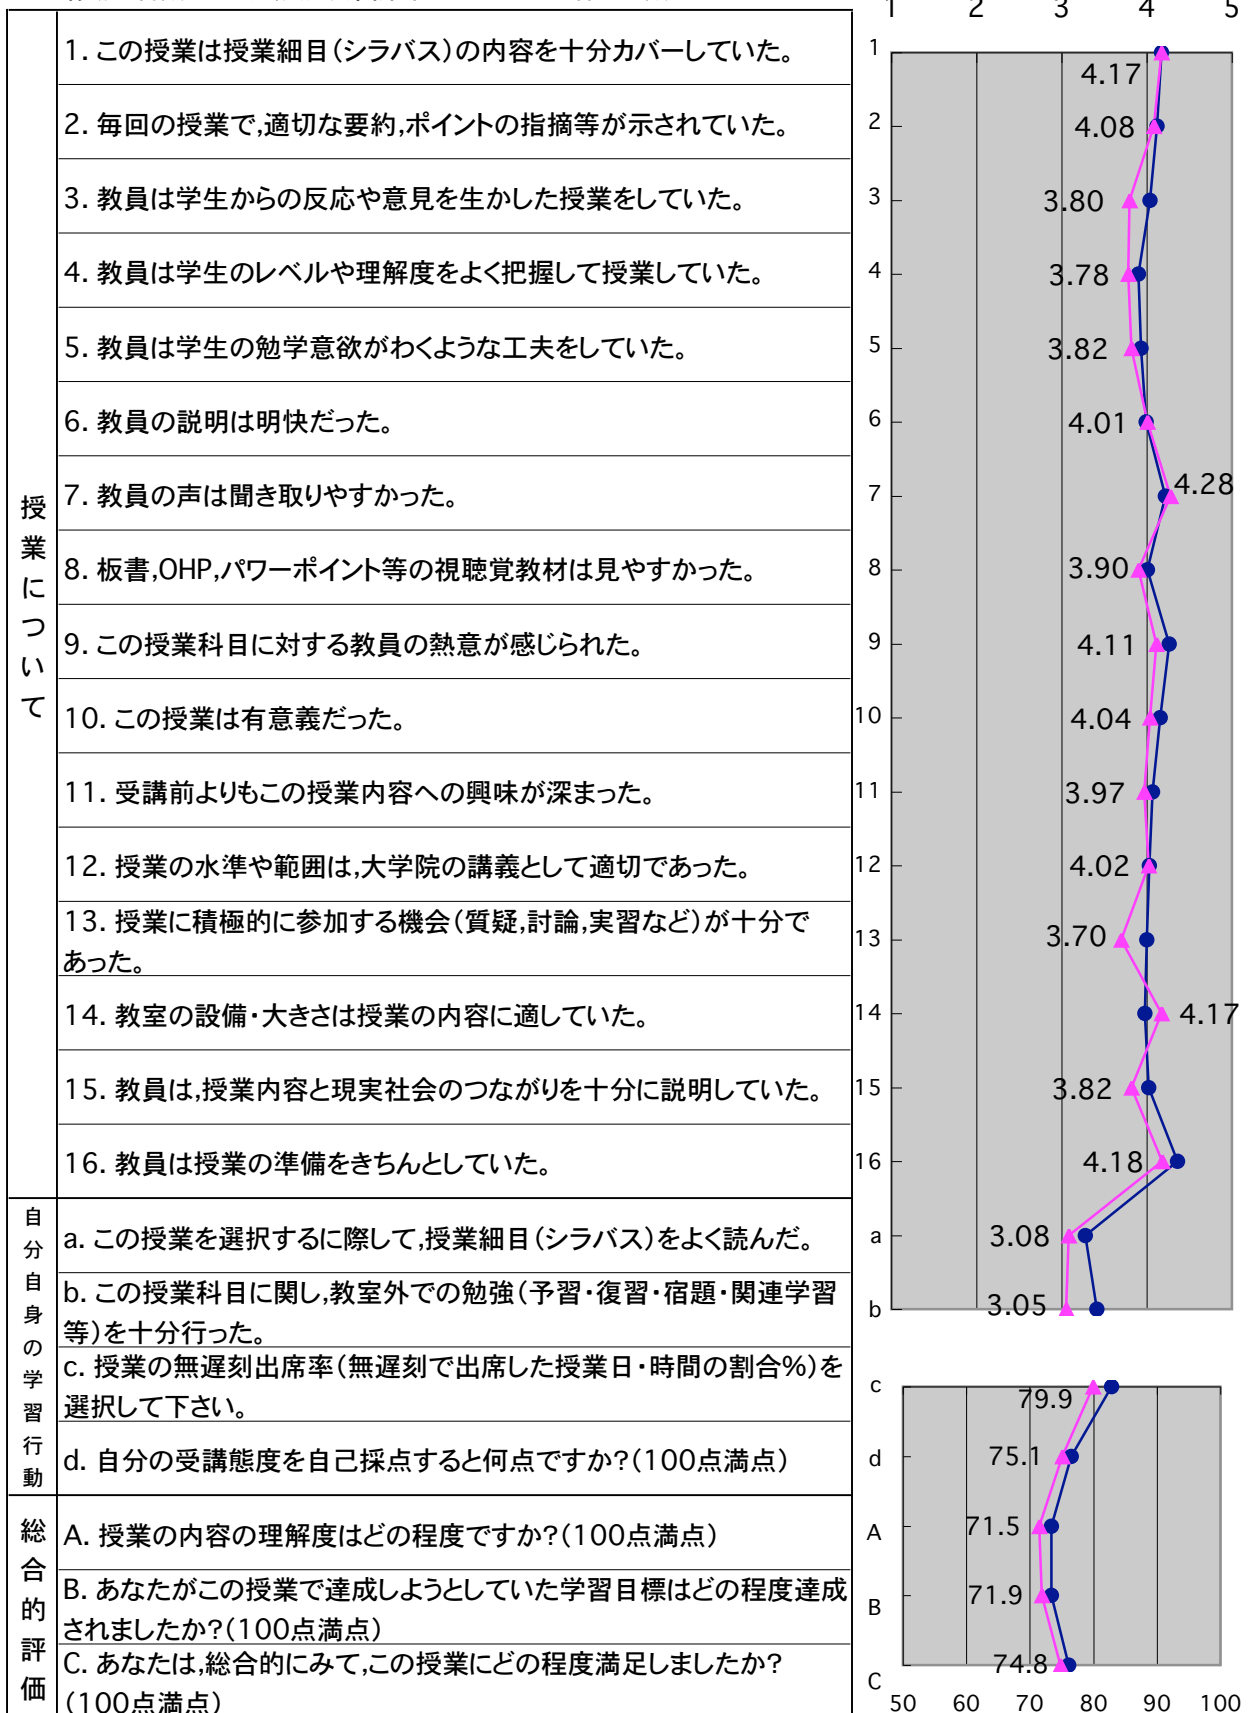 1 2 3 4 5
授業について
1. この授業は授業細目(シラバス)の内容を十分カバーしていた。
2. 毎回の授業で,適切な要約,ポイントの指摘等が示されていた。
3. 教員は学生からの反応や意見を生かした授業をしていた。
4. 教員は学生のレベルや理解度をよく把握して授業していた。
5. 教員は学生の勉学意欲がわくような工夫をしていた。
6. 教員の説明は明快だった。
7. 教員の声は聞き取りやすかった。
8. 板書,OHP,パワーポイント等の視聴覚教材は見やすかった。
9. この授業科目に対する教員の熱意が感じられた。
10. この授業は有意義だった。
11. 受講前よりもこの授業内容への興味が深まった。
12. 授業の水準や範囲は,大学院の講義として適切であった。
13. 授業に積極的に参加する機会(質疑,討論,実習など)が十分で
あった。
14. 教室の設備・大きさは授業の内容に適していた。
15. 教員は,授業内容と現実社会のつながりを十分に説明していた。
16. 教員は授業の準備をきちんとしていた。
自分自身の学習行動
a. この授業を選択するに際して,授業細目(シラバス)をよく読んだ。
b. この授業科目に関し,教室外での勉強(予習・復習・宿題・関連学習
等)を十分行った。
c. 授業の無遅刻出席率(無遅刻で出席した授業日・時間の割合%)を
選択して下さい。
d. 自分の受講態度を自己採点すると何点ですか?(100点満点)
総合的評価
A. 授業の内容の理解度はどの程度ですか?(100点満点)
B. あなたがこの授業で達成しようとしていた学習目標はどの程度達成
されましたか?(100点満点)
C. あなたは,総合的にみて,この授業にどの程度満足しましたか?
(100点満点)
1 4.17
2 4.08
3 3.80
4 3.78
5 3.82
6 4.01
7 4.28
8 3.90
9 4.11
10 4.04
11 3.97
12 4.02
13 3.70
14 4.17
15 3.82
16 4.18
a 3.08
b 3.05
c 79.9
d 75.1
A 71.5
B 71.9
C 74.8
50 60 70 80 90 100